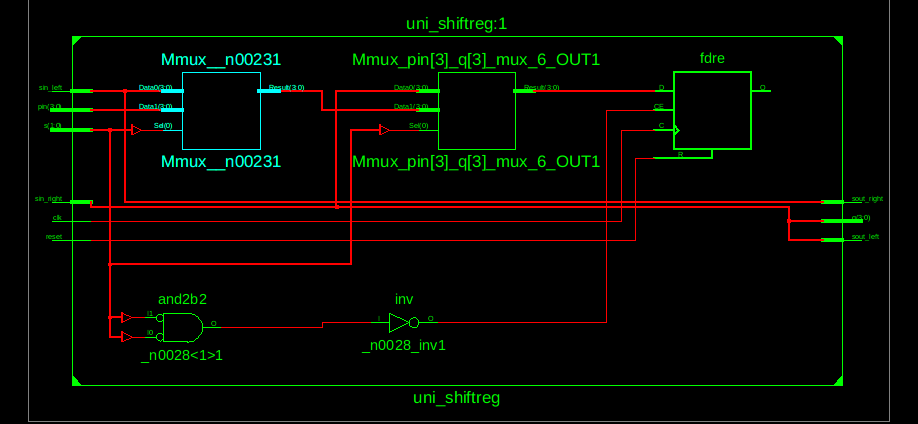 uni_shiftreg:1
Mmux__n00231
Mmux_pin[3]_q[3]_mux_6_OUT1
fdre
sin_left
Data0(3:0)
Result(3:0)
Data0(3:0)
Result(3:0)
D
Q
pin(3:0)
Data1(3:0)
Data1(3:0)
CE
s(1:0)
Sel(0)
Sel(0)
C
R
Mmux__n00231
Mmux_pin[3]_q[3]_mux_6_OUT1
sin_right
sout_right
clk
q(3:0)
reset
sout_left
and2b2
inv
I1
O
I
O
I0
_n0028<1>1
_n0028_inv1
uni_shiftreg